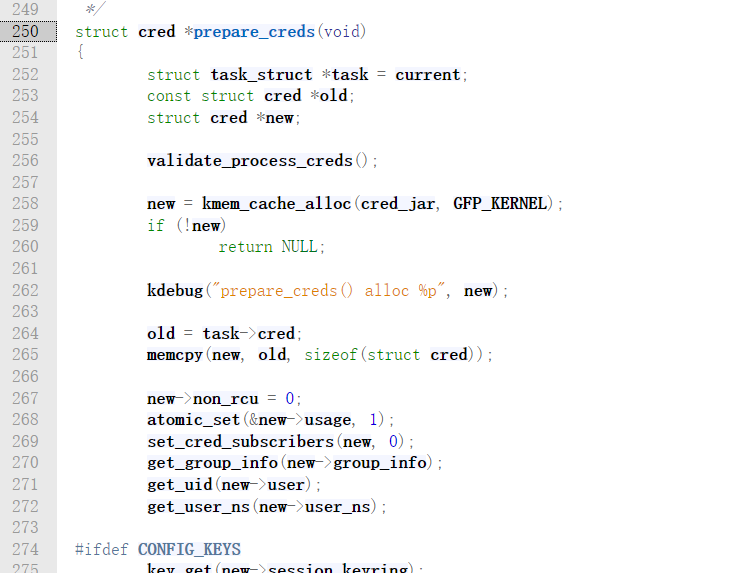 249 */
250 struct cred *prepare_creds(void)
251 {
252 struct task_struct *task = current;
253 const struct cred *old;
254 struct cred *new;
255
256 validate_process_creds();
257
258 new = kmem_cache_alloc(cred_jar, GFP_KERNEL);
259 if (!new)
260 return NULL;
261
262 kdebug("prepare_creds() alloc %p", new);
263
264 old = task->cred;
265 memcpy(new, old, sizeof(struct cred));
266
267 new->non_rcu = 0;
268 atomic_set(&new->usage, 1);
269 set_cred_subscribers(new, 0);
270 get_group_info(new->group_info);
271 get_uid(new->user);
272 get_user_ns(new->user_ns);
273
274 #ifdef CONFIG_KEYS
275 key_get(new->session_keyring);